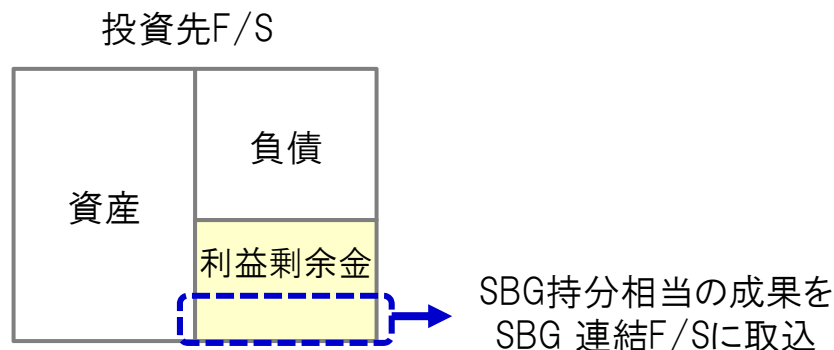 投資先F/S
資産
負債
利益剰余金
SBG持分相当の成果を
SBG 連結F/Sに取込